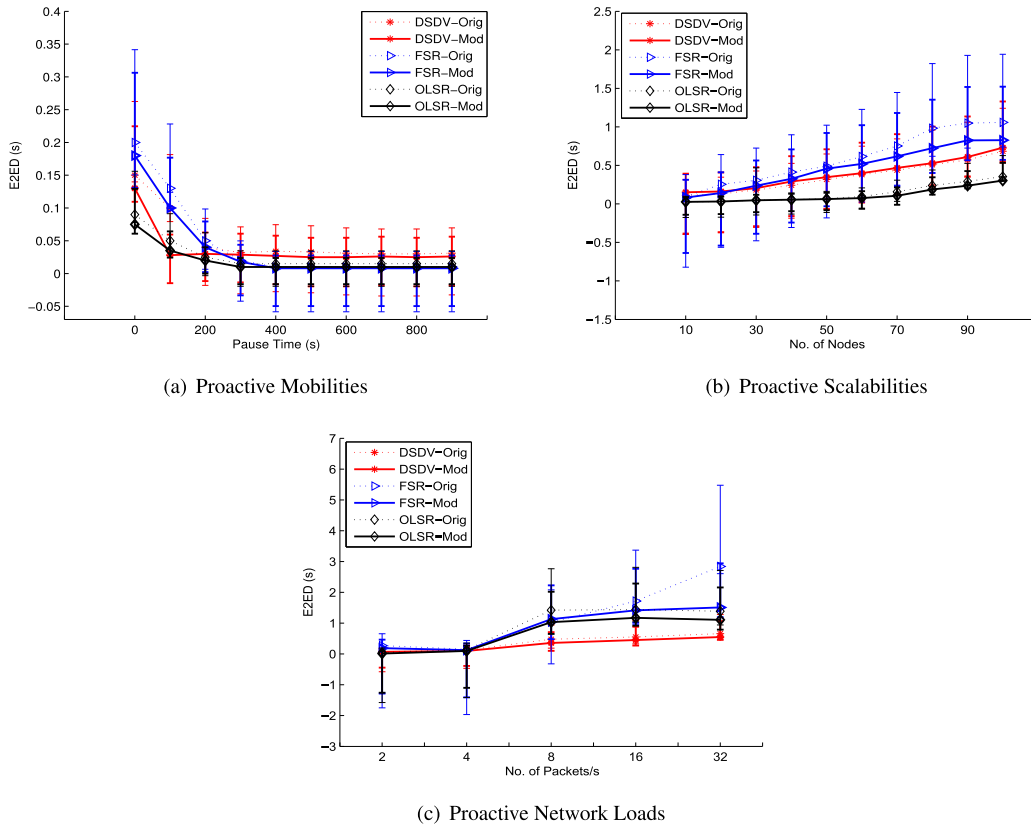 0.4
0.35
0.3
0.25
0.2
0.15
0.1
0.05
0
−0.05
E2ED (s)
0
200
400
600
800
Pause Time (s)
DSDV−Orig
DSDV−Mod
FSR−Orig
FSR−Mod
OLSR−Orig
OLSR−Mod
(a) Proactive Mobilities
2.5
2
1.5
1
0.5
0
−0.5
−1
−1.5
E2ED (s)
10
30
50
70
90
No. of Nodes
DSDV−Orig
DSDV−Mod
FSR−Orig
FSR−Mod
OLSR−Orig
OLSR−Mod
(b) Proactive Scalabilities
7
6
5
4
3
2
1
0
−1
−2
−3
E2ED (s)
2
4
8
16
32
No. of Packets/s
DSDV−Orig
DSDV−Mod
FSR−Orig
FSR−Mod
OLSR−Orig
OLSR−Mod
(c) Proactive Network Loads